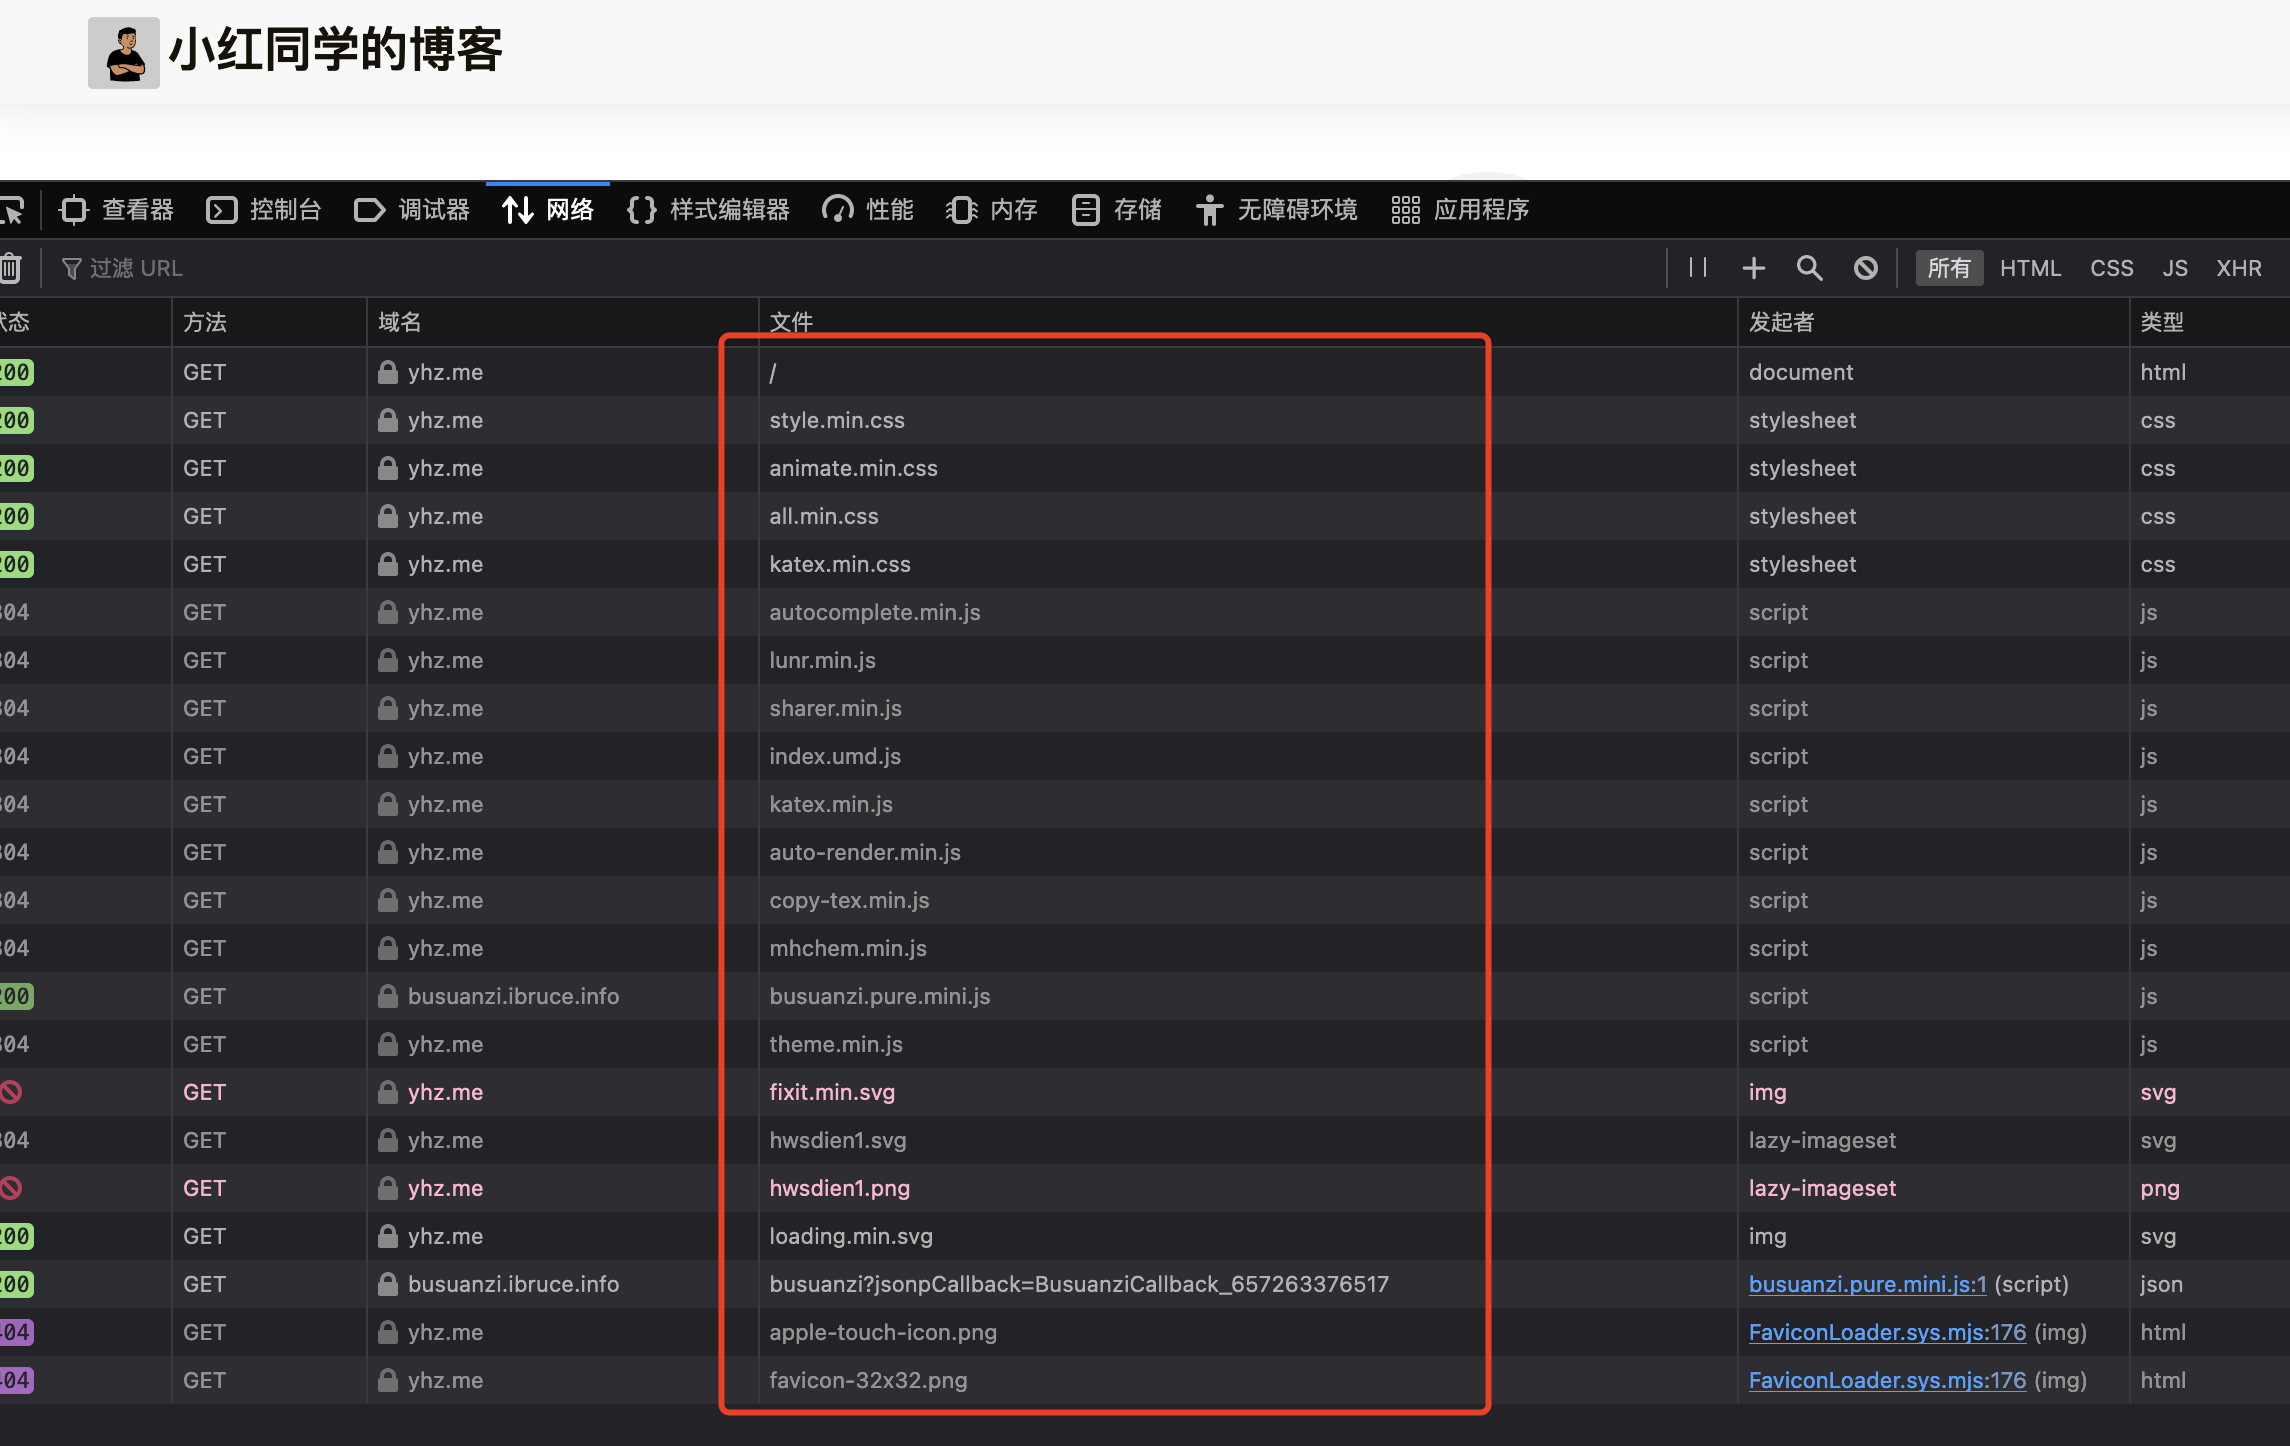 小红同学的博客
查看器 控制台 调试器 网络 样式编辑器 性能 内存 存储 无障碍环境 应用程序
过滤 URL 所有 HTML CSS JS XHR
状态 方法 域名 文件 发起者 类型
200 GET yhz.me / document html
200 GET yhz.me style.min.css stylesheet css
200 GET yhz.me animate.min.css stylesheet css
200 GET yhz.me all.min.css stylesheet css
200 GET yhz.me katex.min.css stylesheet css
304 GET yhz.me autocomplete.min.js script js
304 GET yhz.me lunr.min.js script js
304 GET yhz.me sharer.min.js script js
304 GET yhz.me index.umd.js script js
304 GET yhz.me katex.min.js script js
304 GET yhz.me auto-render.min.js script js
304 GET yhz.me copy-tex.min.js script js
304 GET yhz.me mhchem.min.js script js
200 GET busuanzi.ibruce.info busuanzi.pure.mini.js script js
304 GET yhz.me theme.min.js script js
GET yhz.me fixit.min.svg img svg
304 GET yhz.me hwsdien1.svg lazy-imageset svg
GET yhz.me hwsdien1.png lazy-imageset png
200 GET yhz.me loading.min.svg img svg
200 GET busuanzi.ibruce.info busuanzi?jsonpCallback=BusuanziCallback_657263376517 busuanzi.pure.mini.js:1 (script) json
404 GET yhz.me apple-touch-icon.png FaviconLoader.sys.mjs:176 (img) html
404 GET yhz.me favicon-32x32.png FaviconLoader.sys.mjs:176 (img) html